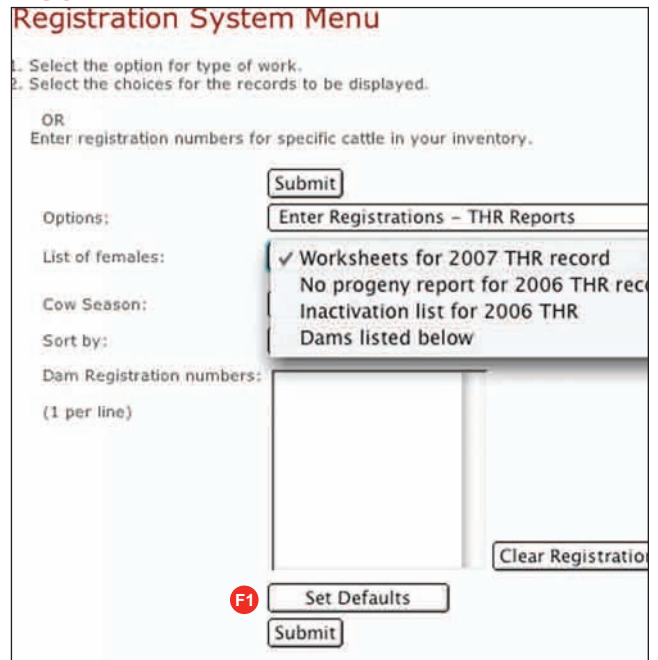 Registration System Menu
1. Select the option for type of work.
2. Select the choices for the records to be displayed.
OR
Enter registration numbers for specific cattle in your inventory.
Submit
Options: Enter Registrations – THR Reports
List of females: ✓ Worksheets for 2007 THR record
No progeny report for 2006 THR reco
Inactivation list for 2006 THR
Dams listed below
Cow Season:
Sort by:
Dam Registration numbers:
(1 per line)
Clear Registration
F1 Set Defaults
Submit